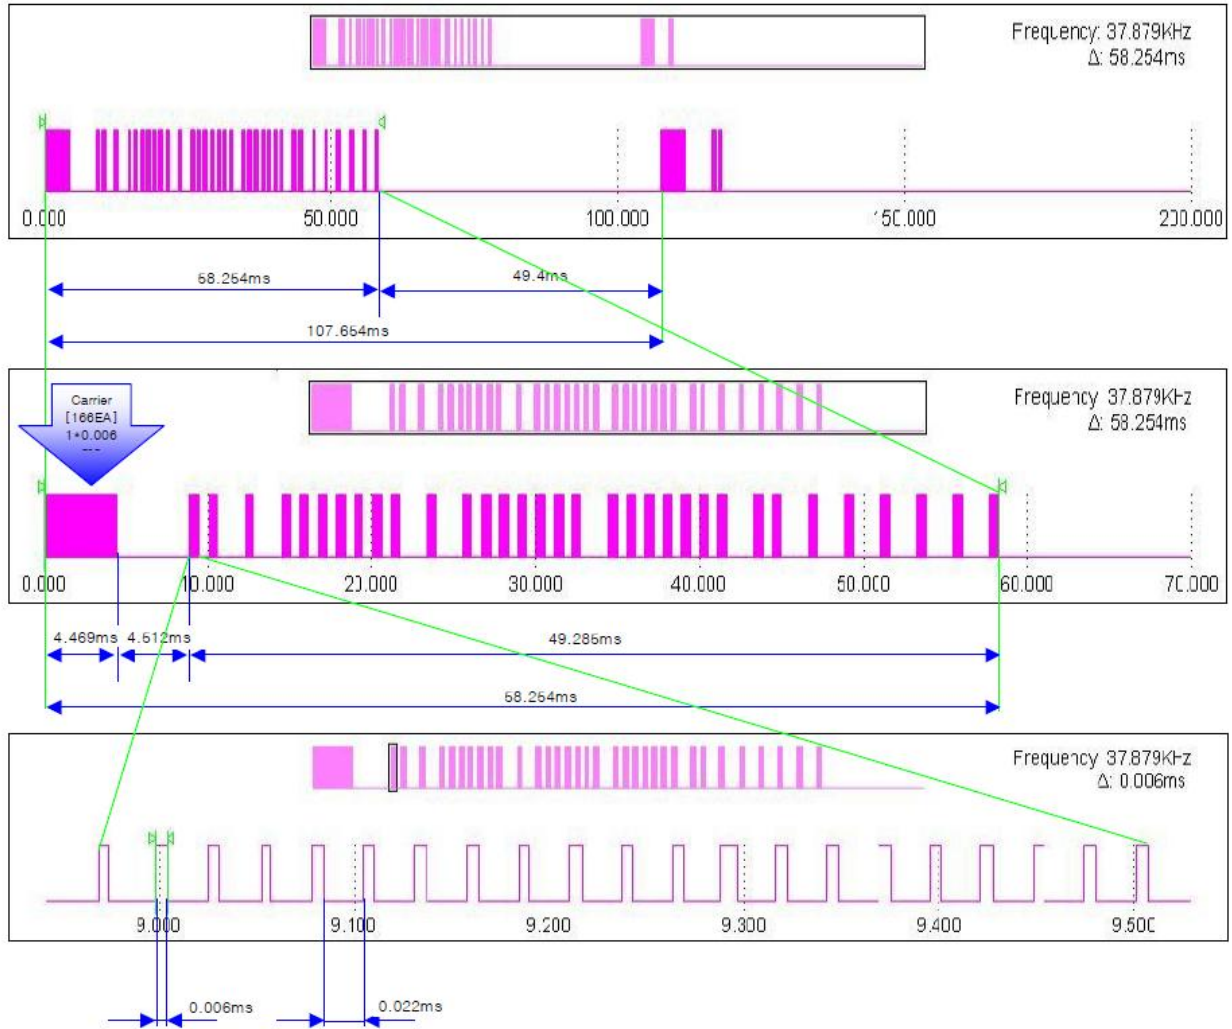 Frequency: 37.879KHz
Δ: 58.254ms
0.000 50.000 100.000 150.000 200.000
58.254ms 49.4ms
107.654ms
Carrier
[166EA]
1+0.006
Frequency: 37.879KHz
Δ: 58.254ms
0.000 10.000 20.000 30.000 40.000 50.000 60.000 70.000
4.469ms 4.512ms 49.285ms
58.254ms
Frequency: 37.879KHz
Δ: 0.006ms
9.000 9.100 9.200 9.300 9.400 9.500
0.006ms 0.022ms